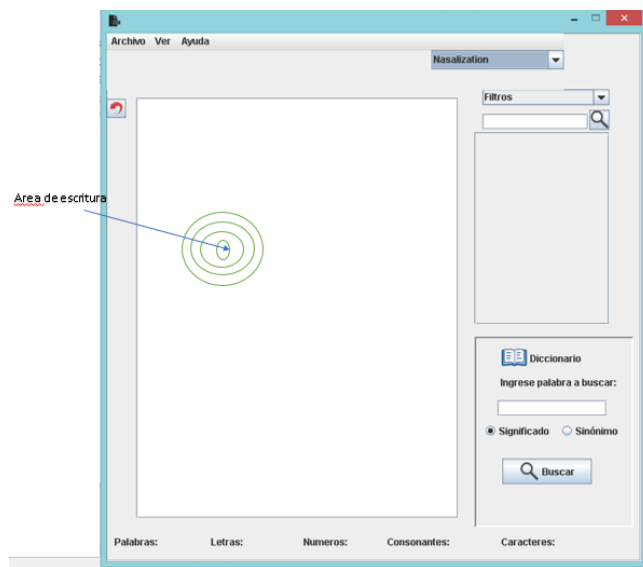 Archivo Ver Ayuda
Nasalization
Filtros
Area de escritura
Diccionario
Ingrese palabra a buscar:
Significado Sinónimo
Buscar
Palabras: Letras: Numeros: Consonantes: Caracteres: